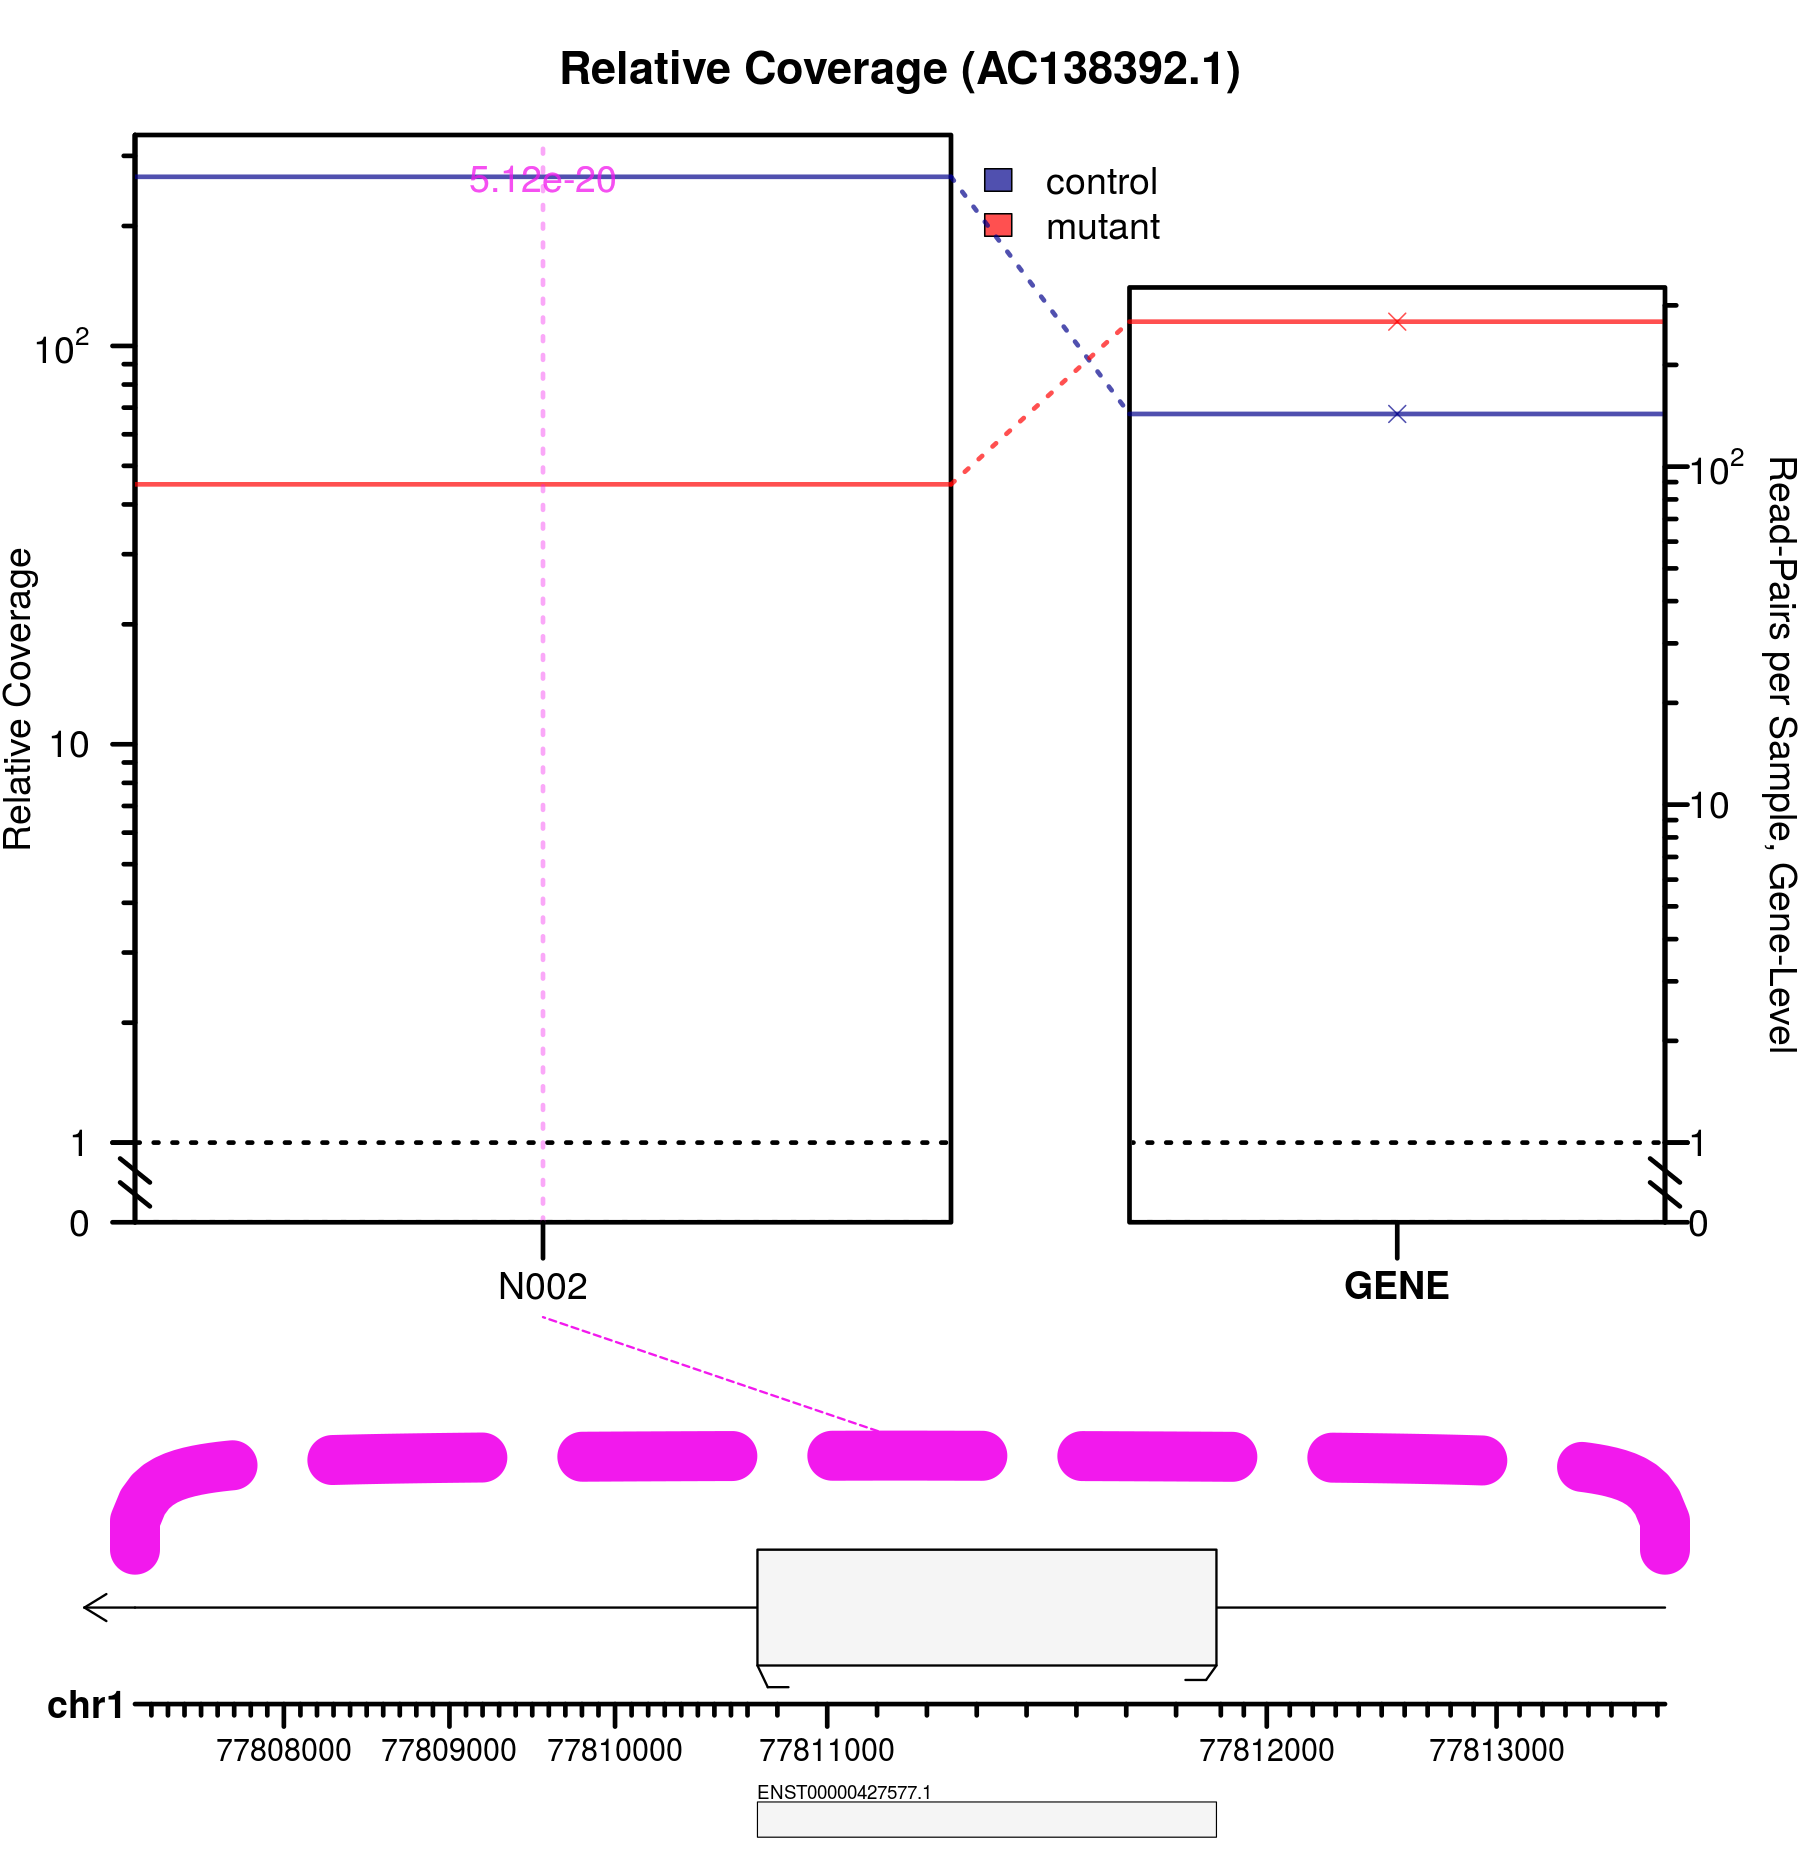 Relative Coverage (AC138392.1)
5.12e-20
control
mutant
10²
10
1
0
Relative Coverage
10²
10
1
0
Read-Pairs per Sample, Gene-Level
N002
GENE
chr1
77808000 77809000 77810000 77811000 77812000 77813000
ENST00000427577.1